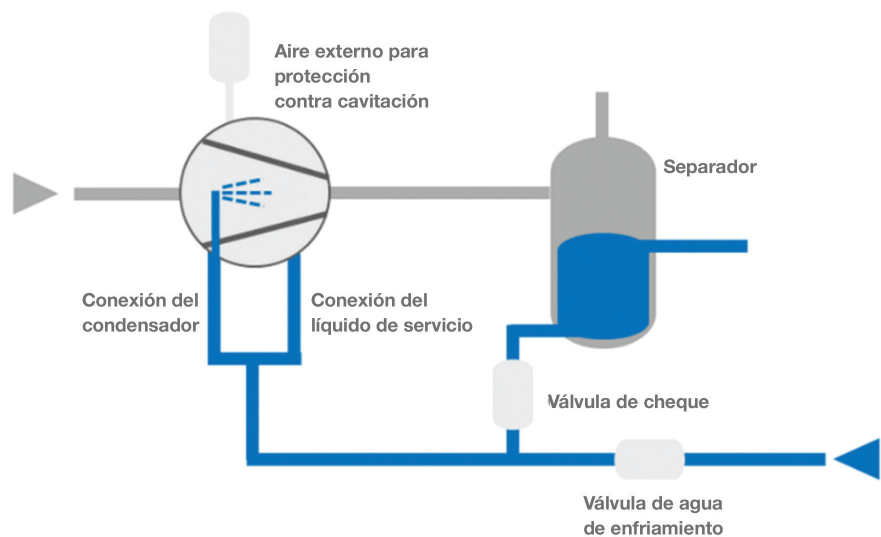 Aire externo para
protección
contra cavitación
Separador
Conexión del
condensador
Conexión del
líquido de servicio
Válvula de cheque
Válvula de agua
de enfriamiento